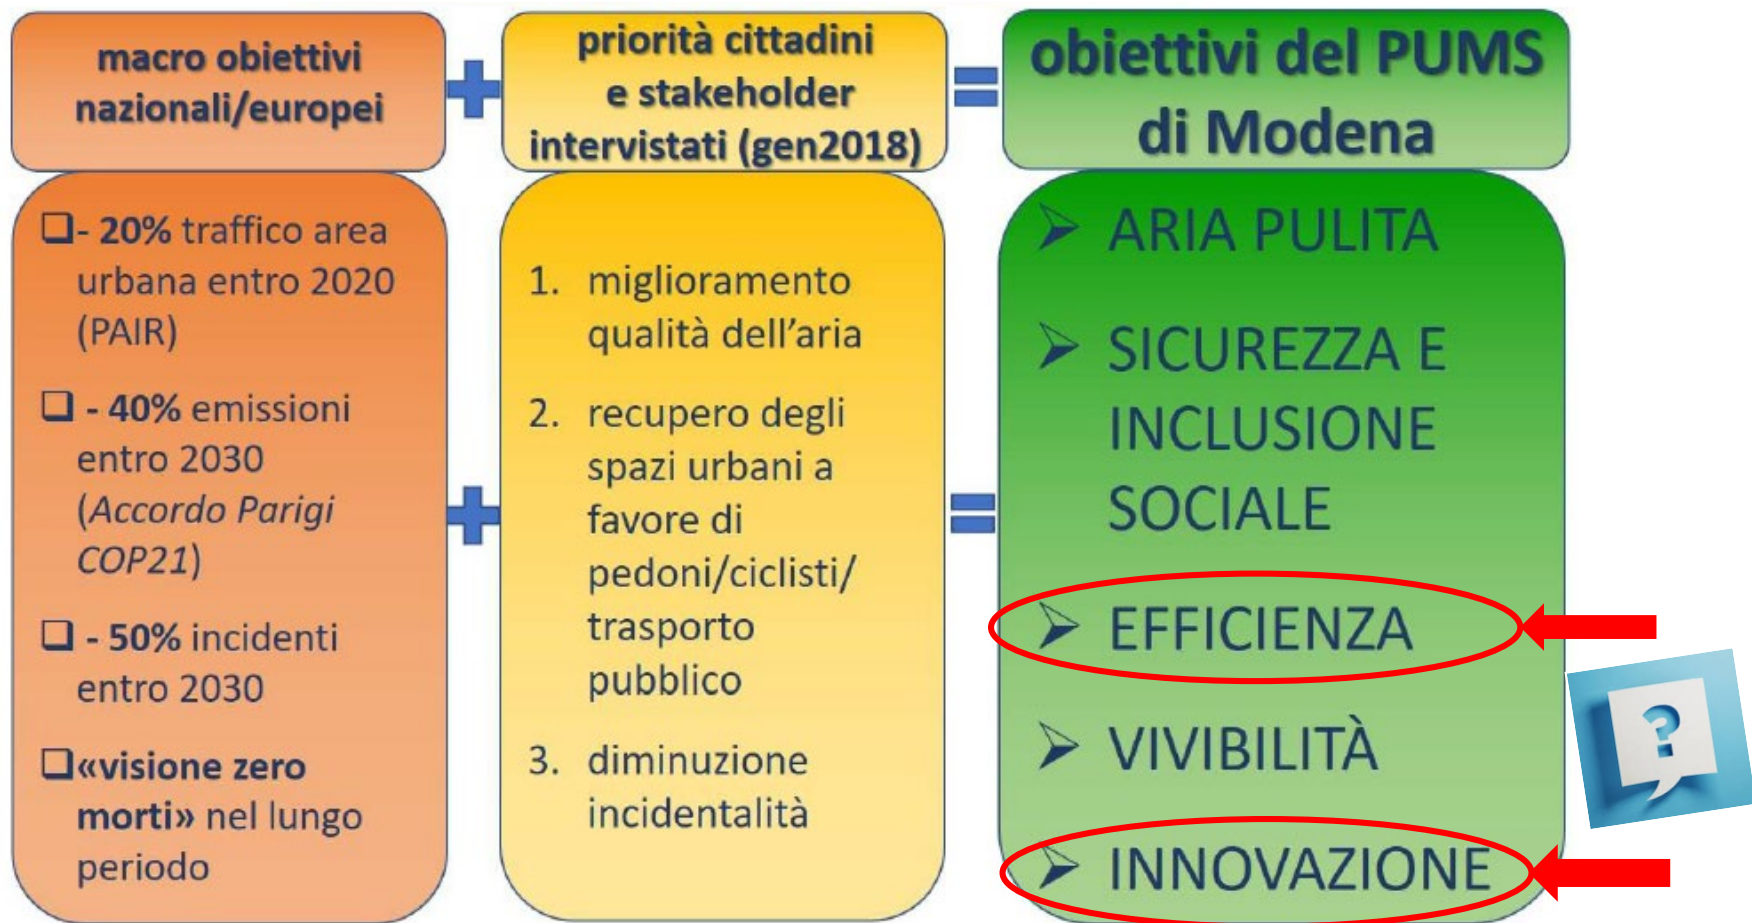 macro obiettivi
nazionali/europei
priorità cittadini
e stakeholder
intervistati (gen2018)
obiettivi del PUMS
di Modena
- 20% traffico area
urbana entro 2020
(PAIR)
- 40% emissioni
entro 2030
(Accordo Parigi
COP21)
- 50% incidenti
entro 2030
«visione zero
morti» nel lungo
periodo
1. miglioramento
qualità dell'aria
2. recupero degli
spazi urbani a
favore di
pedoni/ciclisti/
trasporto
pubblico
3. diminuzione
incidentalità
ARIA PULITA
SICUREZZA E
INCLUSIONE
SOCIALE
EFFICIENZA
VIVIBILITÀ
INNOVAZIONE
?